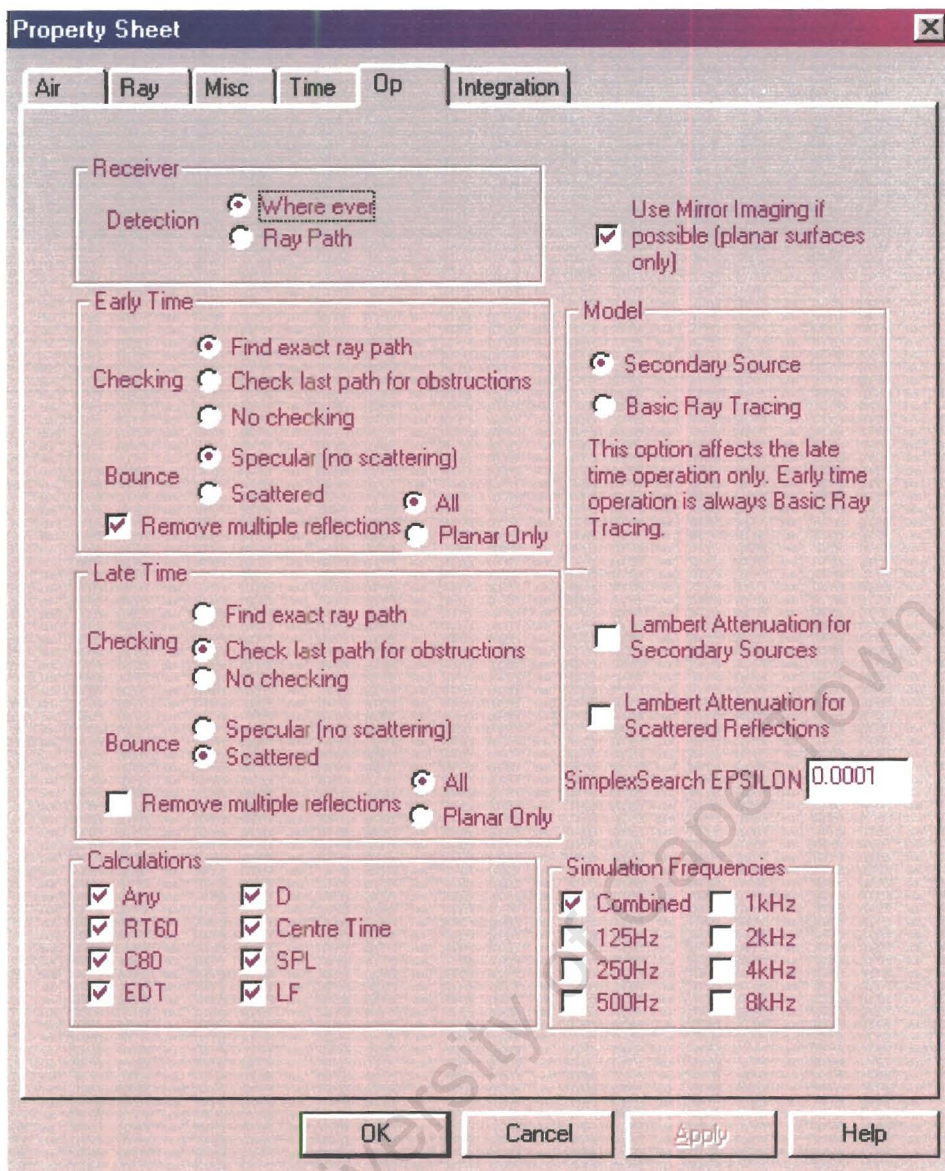 Property Sheet
Air Ray Misc Time Op Integration
Receiver
Detection
Where ever
Ray Path
Use Mirror Imaging if
possible (planar surfaces
only)
Early Time
Checking
Find exact ray path
Check last path for obstructions
No checking
Bounce
Specular (no scattering)
Scattered
Remove multiple reflections
All
Planar Only
Model
Secondary Source
Basic Ray Tracing
This option affects the late
time operation only. Early time
operation is always Basic Ray
Tracing.
Late Time
Checking
Find exact ray path
Check last path for obstructions
No checking
Bounce
Specular (no scattering)
Scattered
Remove multiple reflections
All
Planar Only
Lambert Attenuation for
Secondary Sources
Lambert Attenuation for
Scattered Reflections
SimplexSearch EPSILON 0.0001
Calculations
Any D
RT60 Centre Time
C80 SPL
EDT LF
Simulation Frequencies
Combined 1kHz
125Hz 2kHz
250Hz 4kHz
500Hz 8kHz
OK Cancel Apply Help
University of Cape Town